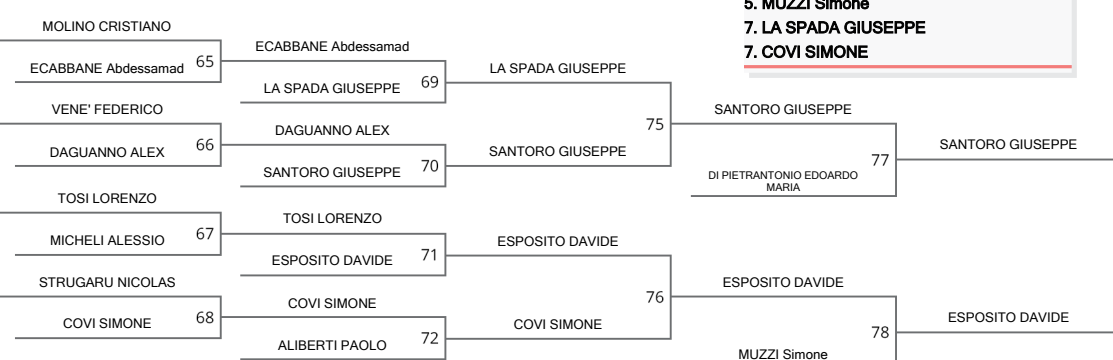 5. MUZZI Simone
7. LA SPADA GIUSEPPE
7. COVI SIMONE
MOLINO CRISTIANO
ECABBANE Abdessamad
65
VENE' FEDERICO
DAGUANNO ALEX
66
TOSI LORENZO
MICHELI ALESSIO
67
STRUGARU NICOLAS
COVI SIMONE
68
ECABBANE Abdessamad
LA SPADA GIUSEPPE
69
DAGUANNO ALEX
SANTORO GIUSEPPE
70
TOSI LORENZO
ESPOSITO DAVIDE
71
COVI SIMONE
ALIBERTI PAOLO
72
LA SPADA GIUSEPPE
75
SANTORO GIUSEPPE
ESPOSITO DAVIDE
76
COVI SIMONE
SANTORO GIUSEPPE
77
DI PIETRANTONIO EDOARDO
MARIA
ESPOSITO DAVIDE
78
MUZZI Simone
SANTORO GIUSEPPE
ESPOSITO DAVIDE